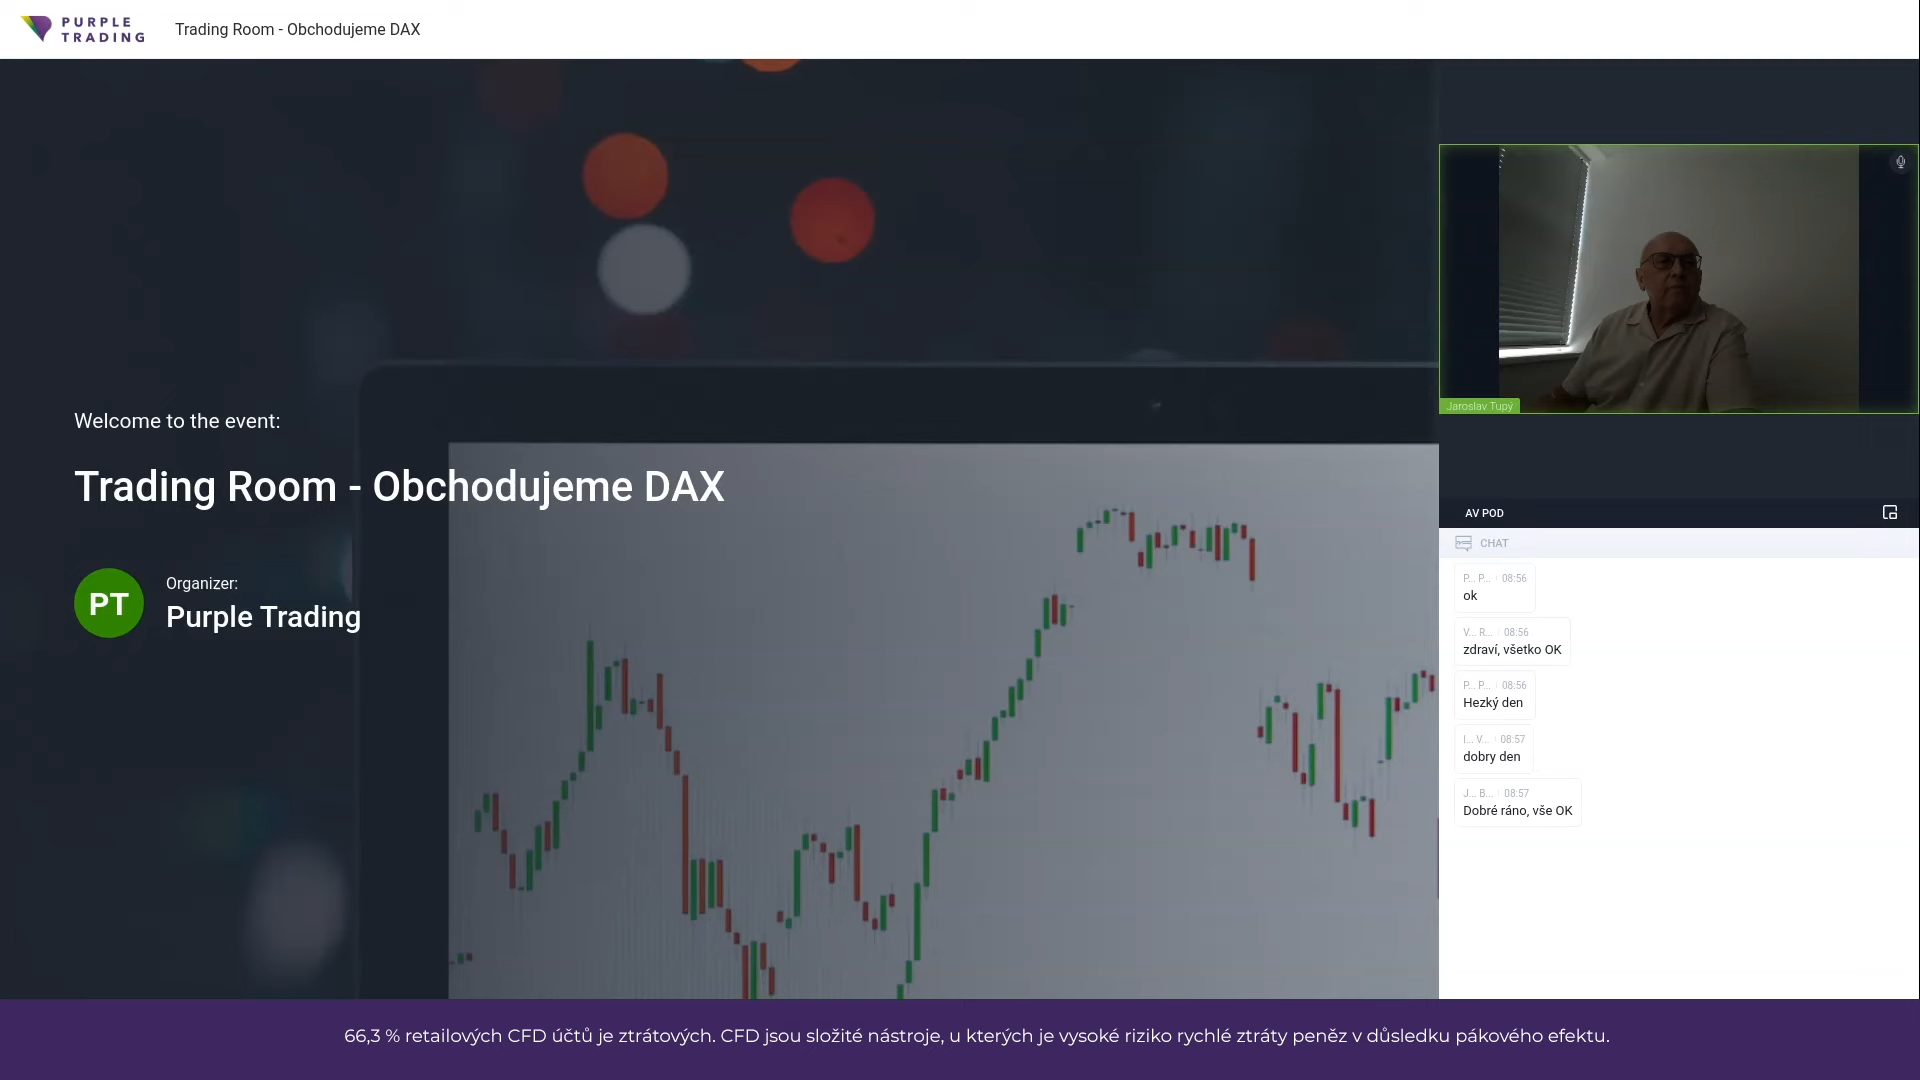 PURPLE
TRADING
Trading Room - Obchodujeme DAX
Welcome to the event:
Trading Room - Obchodujeme DAX
PT
Organizer:
Purple Trading
Jaroslav Tupý
AV POD
CHAT
P... P... 08:56
ok
V... R... 08:56
zdraví, všetko OK
P... P... 08:56
Hezký den
I... V... 08:57
dobry den
J... B... 08:57
Dobré ráno, vše OK
66,3 % retailových CFD účtů je ztrátových. CFD jsou složité nástroje, u kterých je vysoké riziko rychlé ztráty peněz v důsledku pákového efektu.